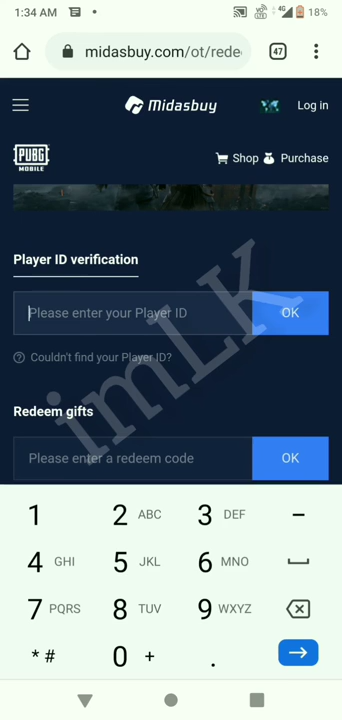 1:34 AM 4G 18%
midasbuy.com/ot/rede 47
Midasbuy Log in
PUBG MOBILE Shop Purchase
Player ID verification
Please enter your Player ID OK
Couldn't find your Player ID?
imLK
Redeem gifts
Please enter a redeem code OK
1 2 ABC 3 DEF -
4 GHI 5 JKL 6 MNO
7 PQRS 8 TUV 9 WXYZ
* # 0 + .